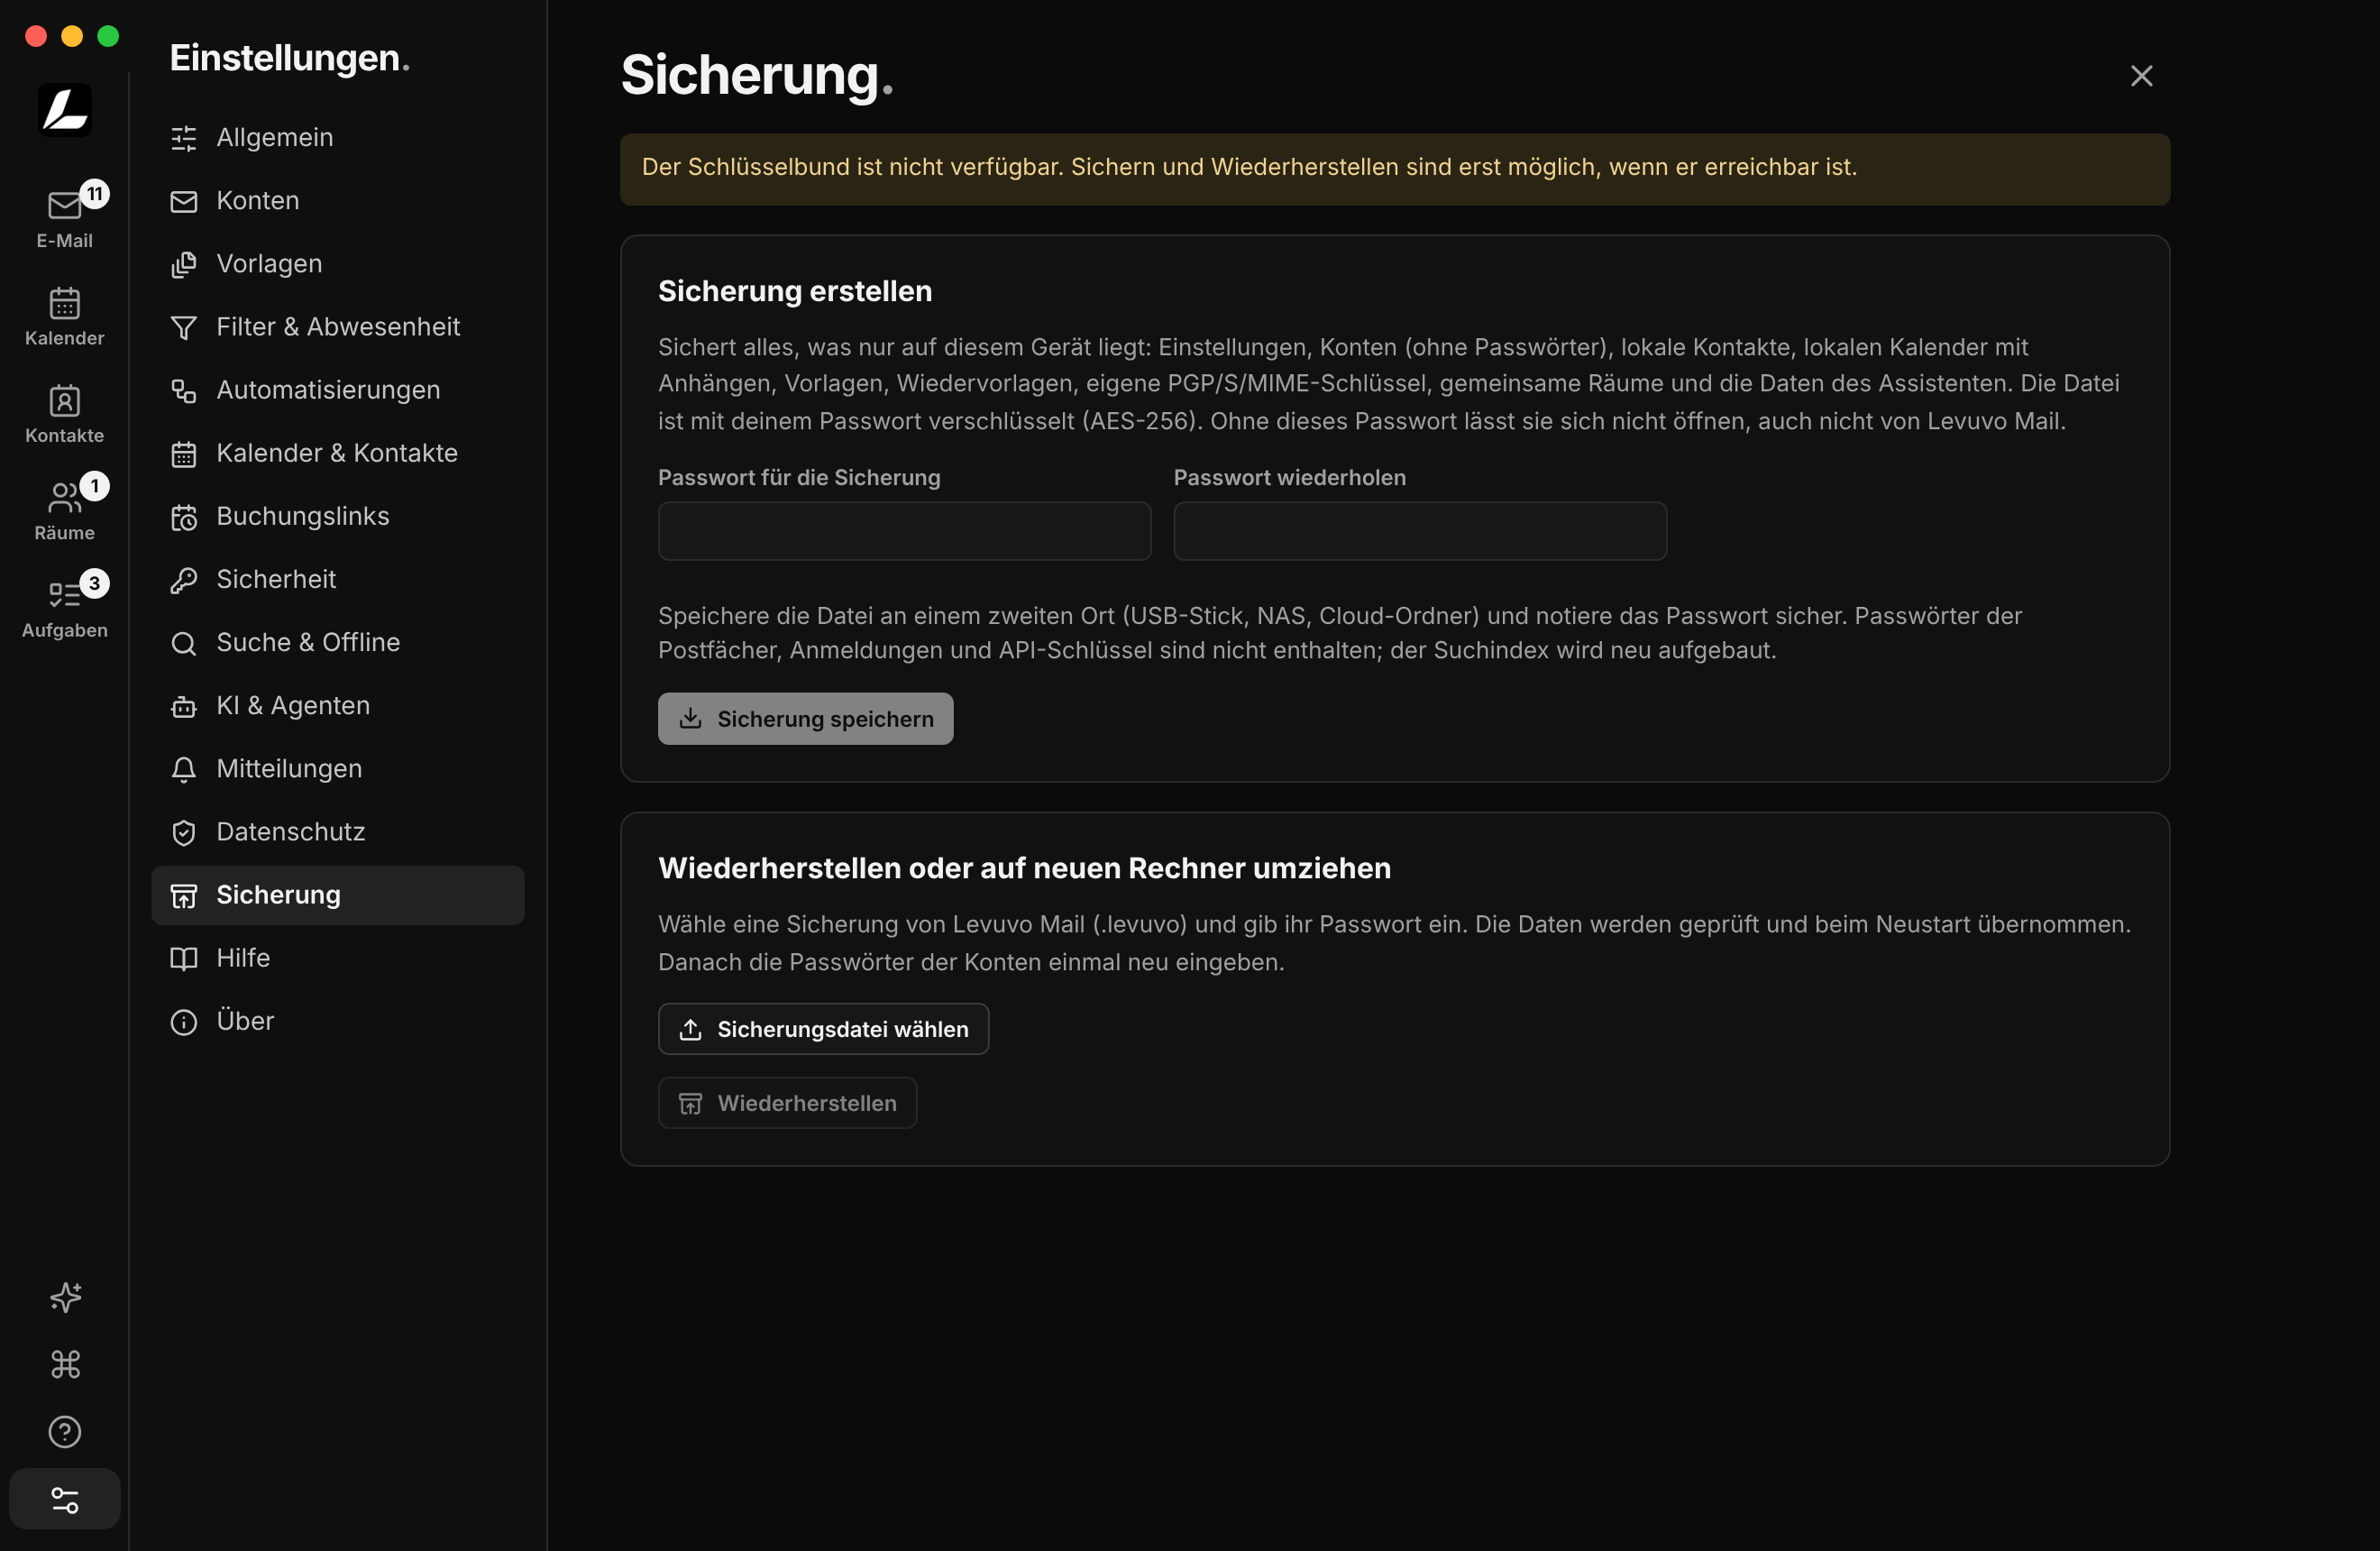 Einstellungen.
Allgemein
Konten
Vorlagen
Filter & Abwesenheit
Automatisierungen
Kalender & Kontakte
Buchungslinks
Sicherheit
Suche & Offline
KI & Agenten
Mitteilungen
Datenschutz
Sicherung
Hilfe
Über
11
E-Mail
Kalender
Kontakte
1
Räume
3
Aufgaben
Sicherung.
Der Schlüsselbund ist nicht verfügbar. Sichern und Wiederherstellen sind erst möglich, wenn er erreichbar ist.
Sicherung erstellen
Sichert alles, was nur auf diesem Gerät liegt: Einstellungen, Konten (ohne Passwörter), lokale Kontakte, lokalen Kalender mit
Anhängen, Vorlagen, Wiedervorlagen, eigene PGP/S/MIME-Schlüssel, gemeinsame Räume und die Daten des Assistenten. Die Datei
ist mit deinem Passwort verschlüsselt (AES-256). Ohne dieses Passwort lässt sie sich nicht öffnen, auch nicht von Levuvo Mail.
Passwort für die Sicherung
Passwort wiederholen
Speichere die Datei an einem zweiten Ort (USB-Stick, NAS, Cloud-Ordner) und notiere das Passwort sicher. Passwörter der
Postfächer, Anmeldungen und API-Schlüssel sind nicht enthalten; der Suchindex wird neu aufgebaut.
Sicherung speichern
Wiederherstellen oder auf neuen Rechner umziehen
Wähle eine Sicherung von Levuvo Mail (.levuvo) und gib ihr Passwort ein. Die Daten werden geprüft und beim Neustart übernommen.
Danach die Passwörter der Konten einmal neu eingeben.
Sicherungsdatei wählen
Wiederherstellen